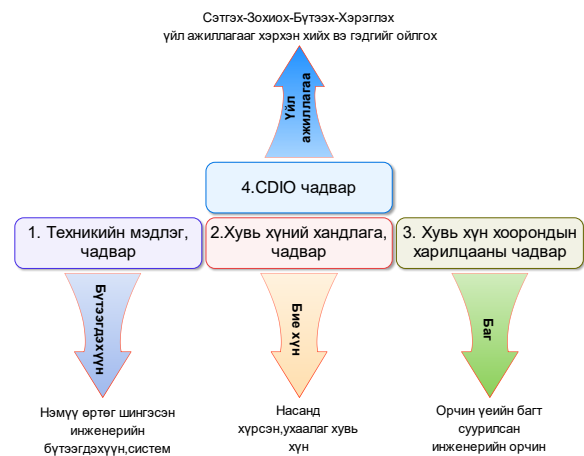 Сэтгэх-Зохиох-Бүтээх-Хэрэглэх
үйл ажиллагааг хэрхэн хийх вэ гэдгийг ойлгох
Үйл
ажиллагаа
4.CDIO чадвар
1. Техникийн мэдлэг,
чадвар
2.Хувь хүний хандлага,
чадвар
3. Хувь хүн хоорондын
харилцааны чадвар
Бүтээгдэхүүн
Бие хүн
Баг
Нэмүү өртөг шингэсэн
инженерийн
бүтээгдэхүүн,систем
Насанд
хүрсэн,ухаалаг хувь
хүн
Орчин үеийн багт
суурилсан
инженерийн орчин